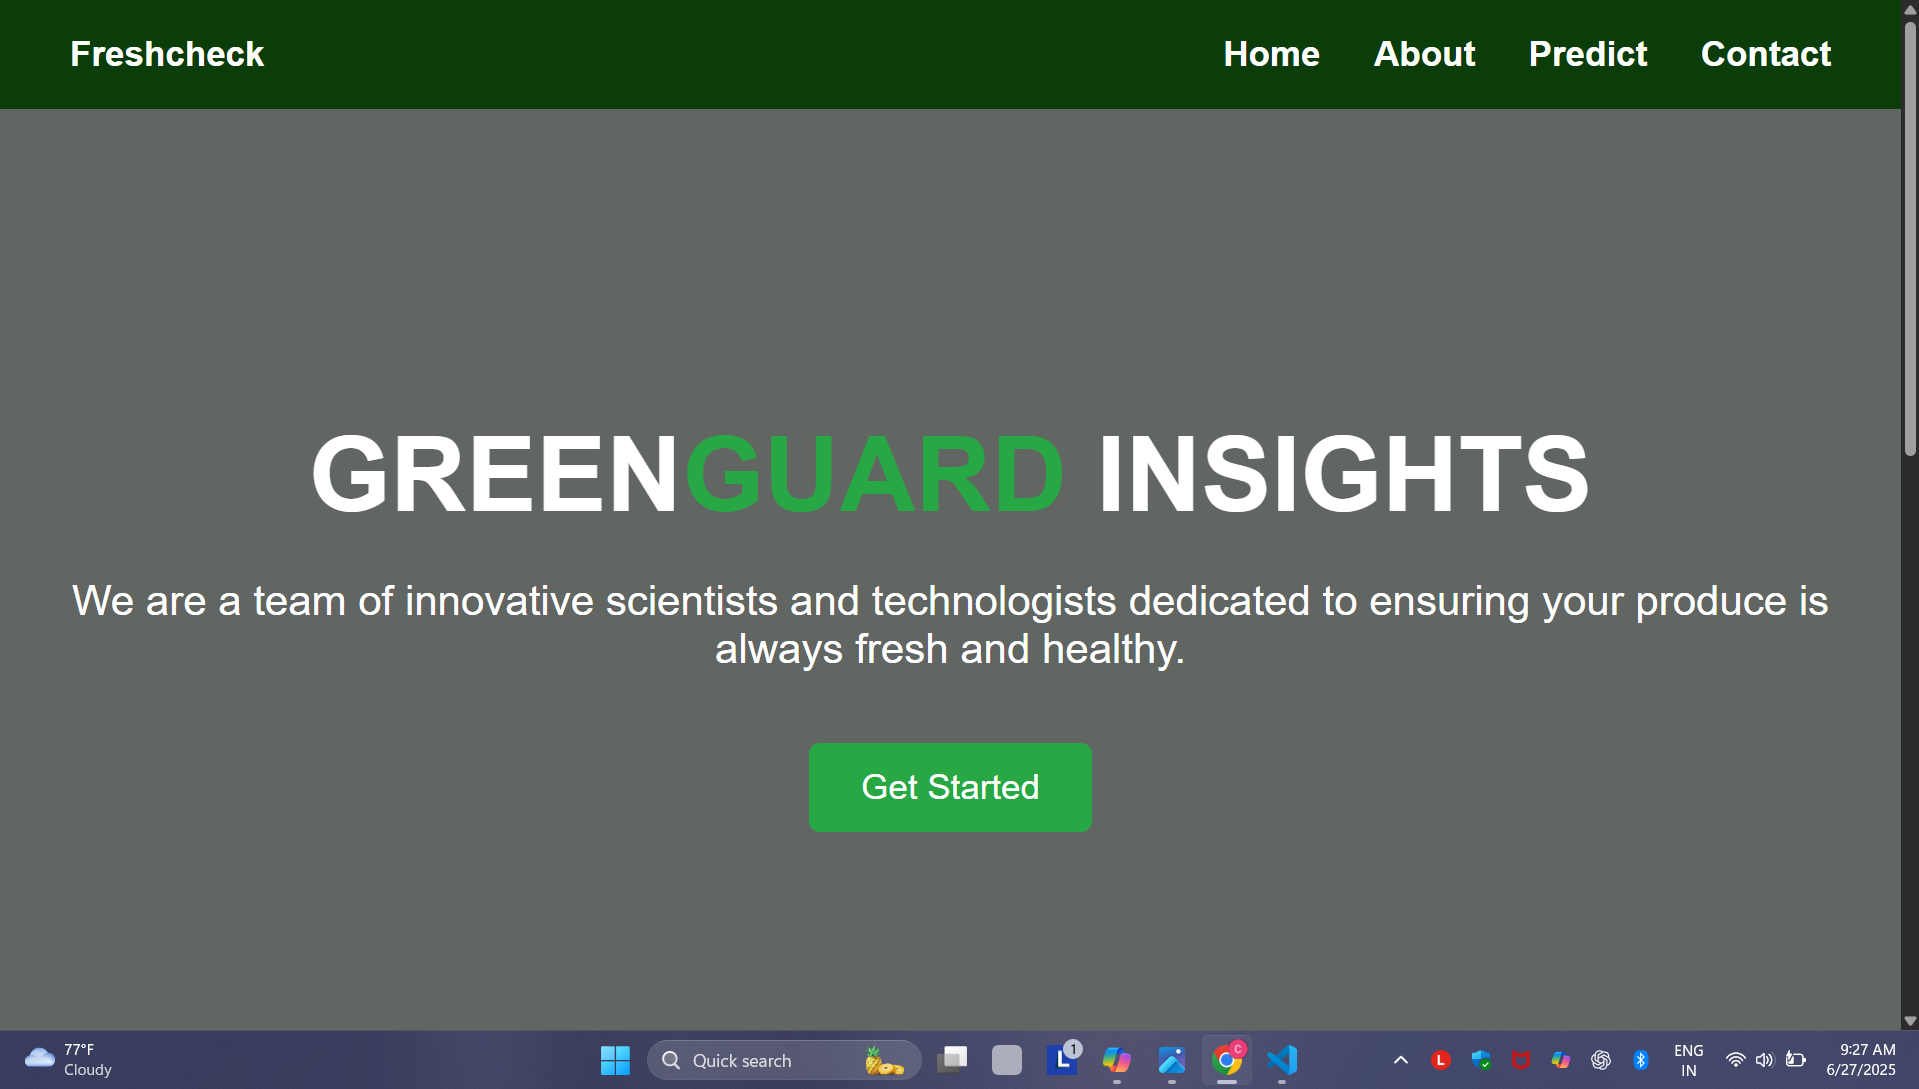 Freshcheck
Home About Predict Contact
GREENGUARD INSIGHTS
We are a team of innovative scientists and technologists dedicated to ensuring your produce is
always fresh and healthy.
Get Started
77°F
Cloudy
Quick search
L
1
C
L
ENG
IN
9:27 AM
6/27/2025